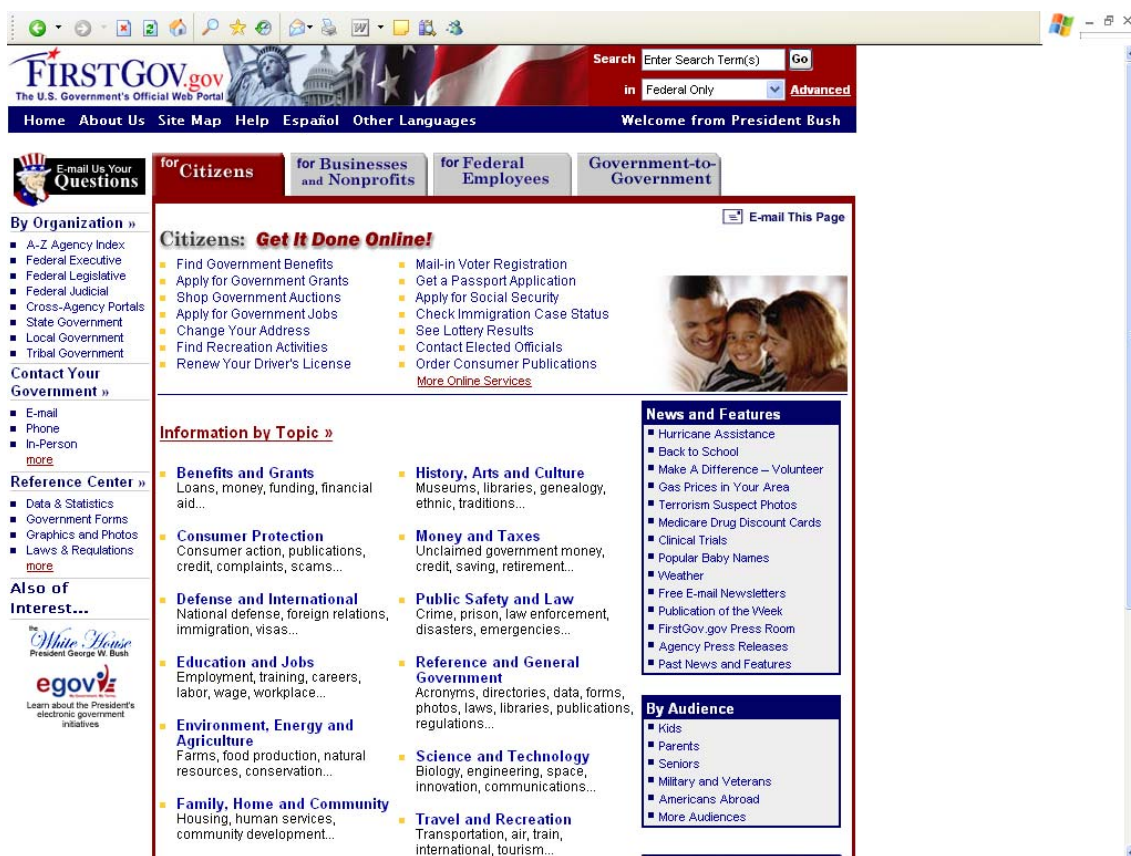 FIRSTGOV.gov
The U.S. Government's Official Web Portal
Search Enter Search Term(s) Go
in Federal Only Advanced
Home About Us Site Map Help Español Other Languages Welcome from President Bush
E-mail Us Your
Questions
for Citizens
for Businesses
and Nonprofits
for Federal
Employees
Government-to-
Government
By Organization »
A-Z Agency Index
Federal Executive
Federal Legislative
Federal Judicial
Cross-Agency Portals
State Government
Local Government
Tribal Government
Contact Your
Government »
E-mail
Phone
In-Person
more
Reference Center »
Data & Statistics
Government Forms
Graphics and Photos
Laws & Regulations
more
Also of
Interest...
the
White House
President George W. Bush
egov
Learn about the President's
electronic government
initiatives
E-mail This Page
Citizens: Get It Done Online!
Find Government Benefits
Apply for Government Grants
Shop Government Auctions
Apply for Government Jobs
Change Your Address
Find Recreation Activities
Renew Your Driver's License
Mail-in Voter Registration
Get a Passport Application
Apply for Social Security
Check Immigration Case Status
See Lottery Results
Contact Elected Officials
Order Consumer Publications
More Online Services
Information by Topic »
Benefits and Grants
Loans, money, funding, financial
aid...
Consumer Protection
Consumer action, publications,
credit, complaints, scams...
Defense and International
National defense, foreign relations,
immigration, visas...
Education and Jobs
Employment, training, careers,
labor, wage, workplace...
Environment, Energy and
Agriculture
Farms, food production, natural
resources, conservation...
Family, Home and Community
Housing, human services,
community development...
History, Arts and Culture
Museums, libraries, genealogy,
ethnic, traditions...
Money and Taxes
Unclaimed government money,
credit, saving, retirement...
Public Safety and Law
Crime, prison, law enforcement,
disasters, emergencies...
Reference and General
Government
Acronyms, directories, data, forms,
photos, laws, libraries, publications,
regulations...
Science and Technology
Biology, engineering, space,
innovation, communications...
Travel and Recreation
Transportation, air, train,
international, tourism...
News and Features
Hurricane Assistance
Back to School
Make A Difference – Volunteer
Gas Prices in Your Area
Terrorism Suspect Photos
Medicare Drug Discount Cards
Clinical Trials
Popular Baby Names
Weather
Free E-mail Newsletters
Publication of the Week
FirstGov.gov Press Room
Agency Press Releases
Past News and Features
By Audience
Kids
Parents
Seniors
Military and Veterans
Americans Abroad
More Audiences